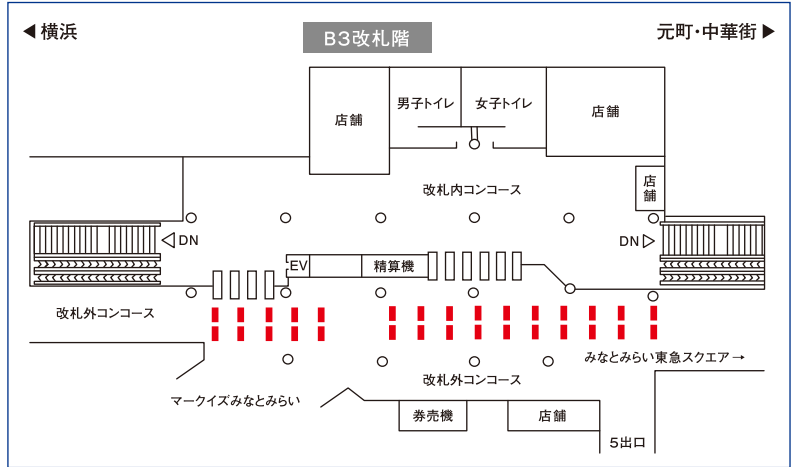 ◀ 横浜
B3改札階
元町・中華街 ▶
店舗
男子トイレ
女子トイレ
店舗
改札内コンコース
店舗
DN
DN
EV
精算機
改札外コンコース
みなとみらい東急スクエア→
改札外コンコース
マークイズみなとみらい
券売機
店舗
5出口